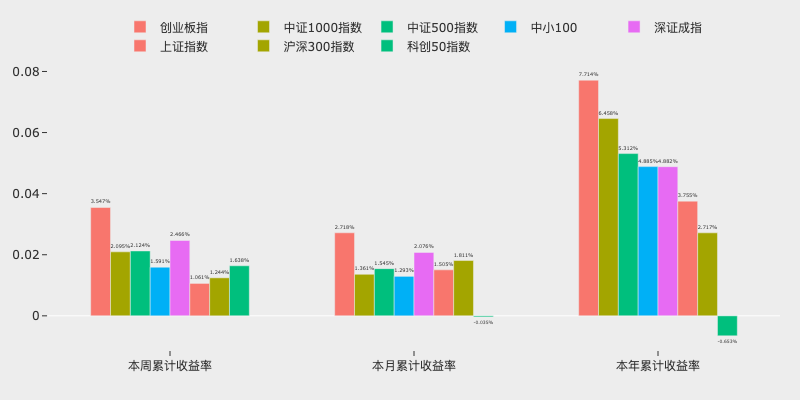 创业板指 中证1000指数 中证500指数 中小100 深证成指
上证指数 沪深300指数 科创50指数
0.08
0.06
0.04
0.02
0
3.547% 2.095% 2.124% 1.591% 2.466% 1.061% 1.244% 1.638%
2.718% 1.361% 1.545% 1.293% 2.076% 1.505% 1.811% -0.035%
7.714% 6.458% 5.312% 4.885% 4.882% 3.755% 2.717% -0.653%
本周累计收益率 本月累计收益率 本年累计收益率